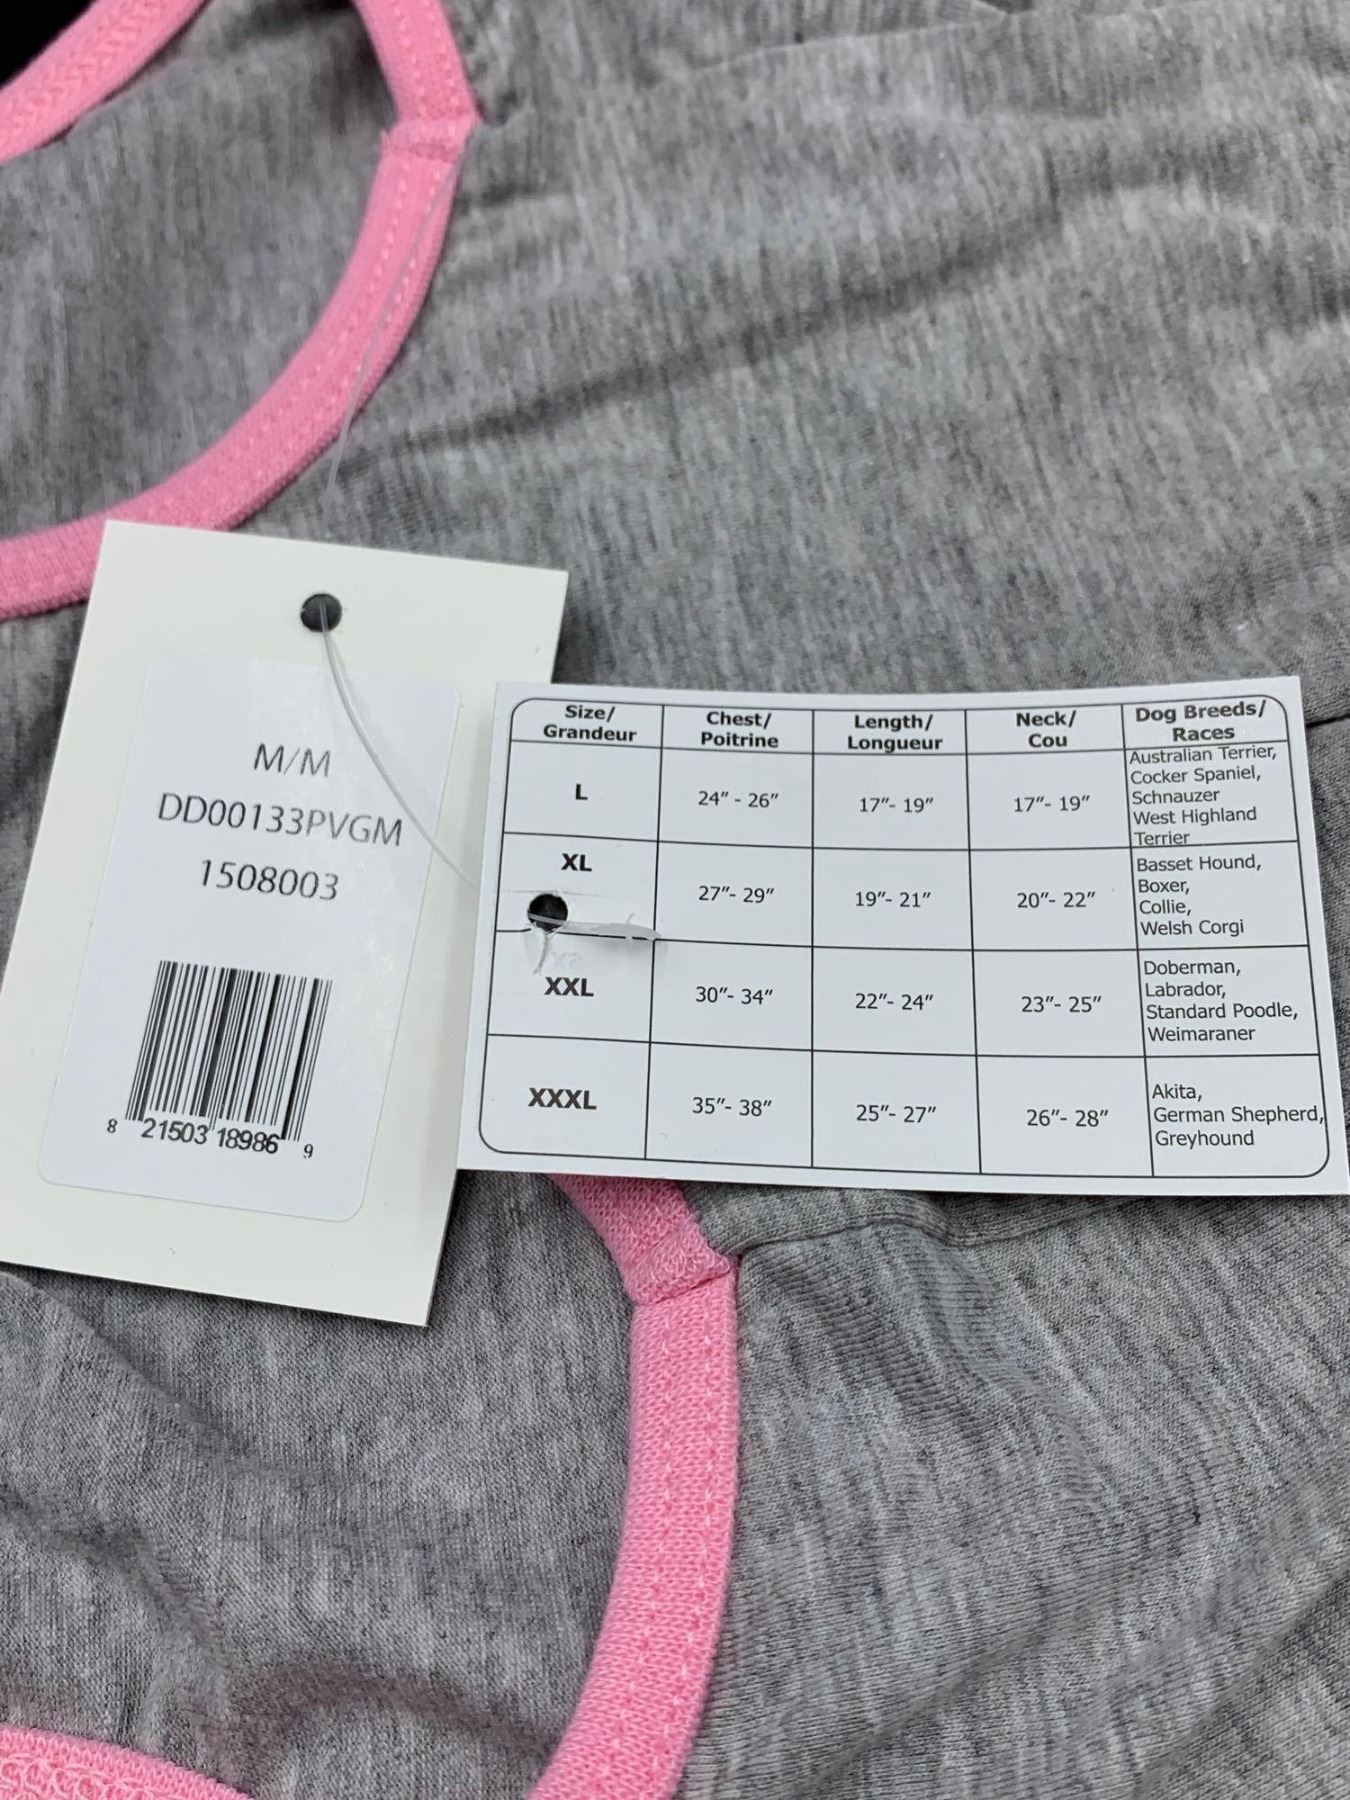 M/M
DD00133PVGM
1508003
8 21503 18986 9
Size/ Chest/ Length/ Neck/ Dog Breeds/
Grandeur Poitrine Longueur Cou Races
L 24" - 26" 17"- 19" 17"- 19" Australian Terrier,
Cocker Spaniel,
Schnauzer
West Highland
Terrier
XL 27"- 29" 19"- 21" 20"- 22" Basset Hound,
Boxer,
Collie,
Welsh Corgi
XXL 30"- 34" 22"- 24" 23"- 25" Doberman,
Labrador,
Standard Poodle,
Weimaraner
XXXL 35"- 38" 25"- 27" 26"- 28" Akita,
German Shepherd,
Greyhound